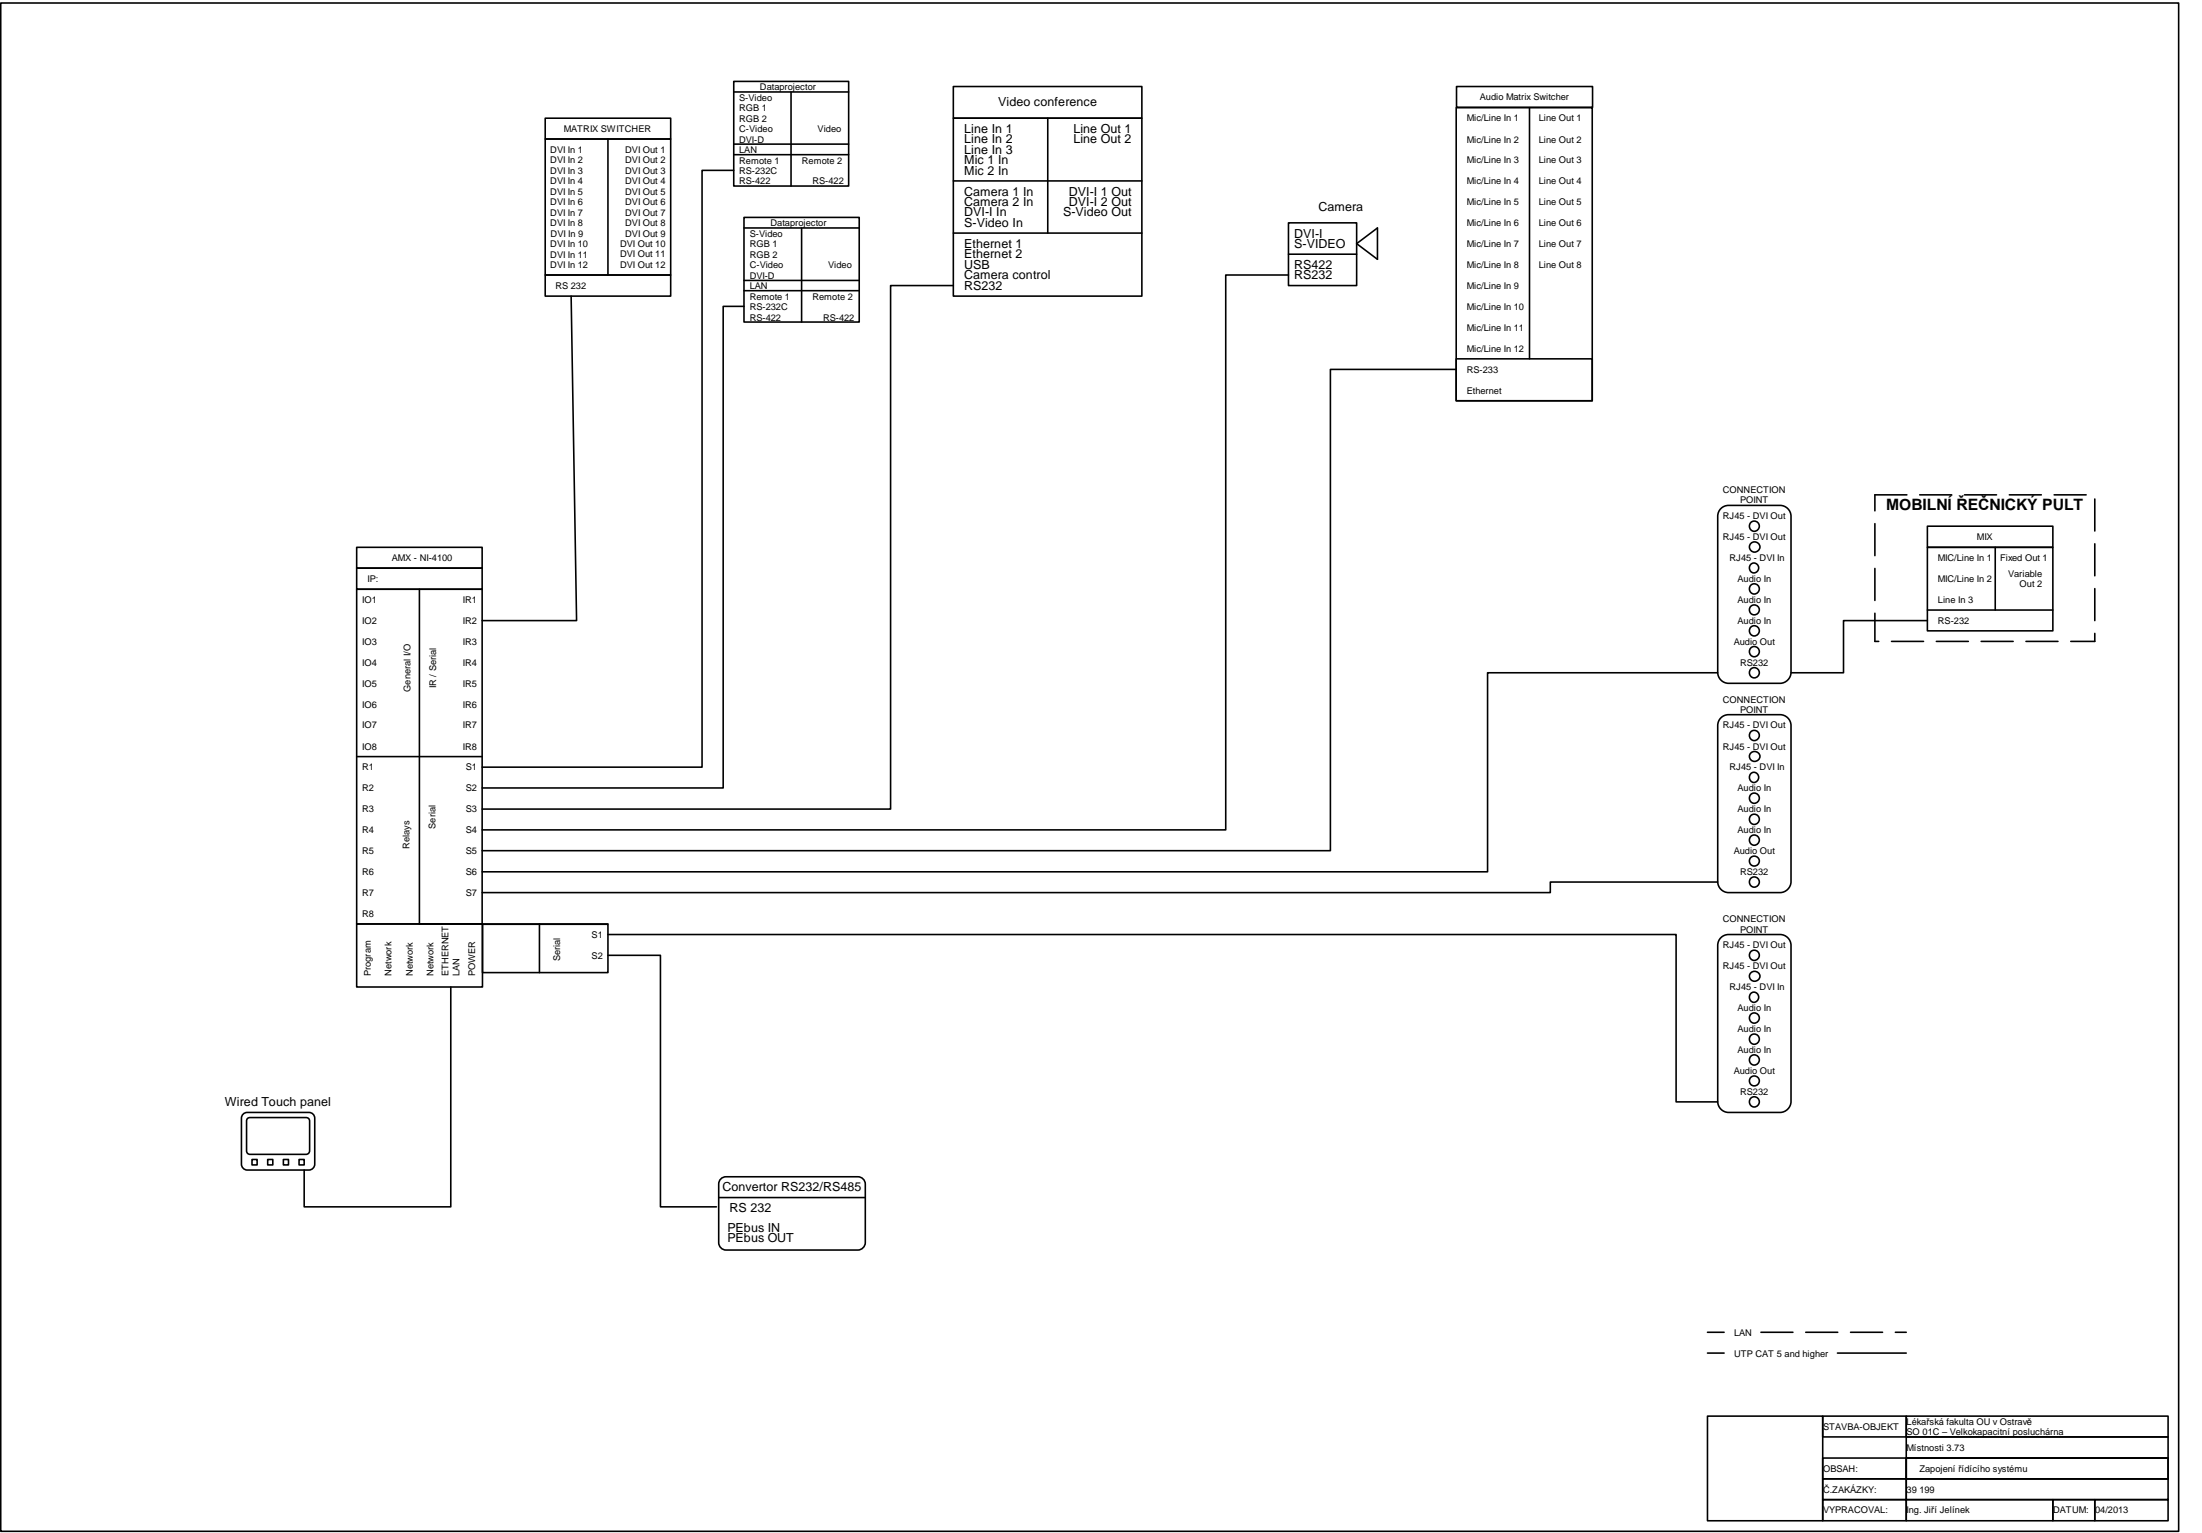 Dataprojector
S-Video
RGB 1
RGB 2
C-Video Video
DVI-D
LAN
Remote 1 Remote 2
RS-232C
RS-422 RS-422
MATRIX SWITCHER
DVI In 1 DVI Out 1
DVI In 2 DVI Out 2
DVI In 3 DVI Out 3
DVI In 4 DVI Out 4
DVI In 5 DVI Out 5
DVI In 6 DVI Out 6
DVI In 7 DVI Out 7
DVI In 8 DVI Out 8
DVI In 9 DVI Out 9
DVI In 10 DVI Out 10
DVI In 11 DVI Out 11
DVI In 12 DVI Out 12
RS 232
Dataprojector
S-Video
RGB 1
RGB 2
C-Video Video
DVI-D
LAN
Remote 1 Remote 2
RS-232C
RS-422 RS-422
Video conference
Line In 1 Line Out 1
Line In 2 Line Out 2
Line In 3
Mic 1 In
Mic 2 In
Camera 1 In DVI-I 1 Out
Camera 2 In DVI-I 2 Out
DVI-I In S-Video Out
S-Video In
Ethernet 1
Ethernet 2
USB
Camera control
RS232
Camera
DVI-I
S-VIDEO
RS422
RS232
Audio Matrix Switcher
Mic/Line In 1 Line Out 1
Mic/Line In 2 Line Out 2
Mic/Line In 3 Line Out 3
Mic/Line In 4 Line Out 4
Mic/Line In 5 Line Out 5
Mic/Line In 6 Line Out 6
Mic/Line In 7 Line Out 7
Mic/Line In 8 Line Out 8
Mic/Line In 9
Mic/Line In 10
Mic/Line In 11
Mic/Line In 12
RS-233
Ethernet
CONNECTION
POINT
RJ45 - DVI Out
RJ45 - DVI Out
RJ45 - DVI In
Audio In
Audio In
Audio In
Audio Out
RS232
MOBILNÍ ŘEČNICKÝ PULT
MIX
MIC/Line In 1 Fixed Out 1
MIC/Line In 2 Variable
Out 2
Line In 3
RS-232
CONNECTION
POINT
RJ45 - DVI Out
RJ45 - DVI Out
RJ45 - DVI In
Audio In
Audio In
Audio In
Audio Out
RS232
CONNECTION
POINT
RJ45 - DVI Out
RJ45 - DVI Out
RJ45 - DVI In
Audio In
Audio In
Audio In
Audio Out
RS232
AMX - NI-4100
IP:
IO1 IR1
IO2 IR2
IO3 IR3
IO4 IR4
IO5 IR5
IO6 IR6
IO7 IR7
IO8 IR8
General I/O
IR / Serial
R1 S1
R2 S2
R3 S3
R4 S4
R5 S5
R6 S6
R7 S7
R8
Relays
Serial
Program
Network
Network
Network
ETHERNET
LAN
POWER
Serial
S1
S2
Wired Touch panel
Convertor RS232/RS485
RS 232
PEbus IN
PEbus OUT
LAN
UTP CAT 5 and higher
STAVBA-OBJEKT Lékařská fakulta OU v Ostravě
SO 01C – Velkokapacitní posluchárna
Místnosti 3.73
OBSAH: Zapojení řídícího systému
Č.ZAKÁZKY: 39 199
VYPRACOVAL: Ing. Jiří Jelínek DATUM: 04/2013